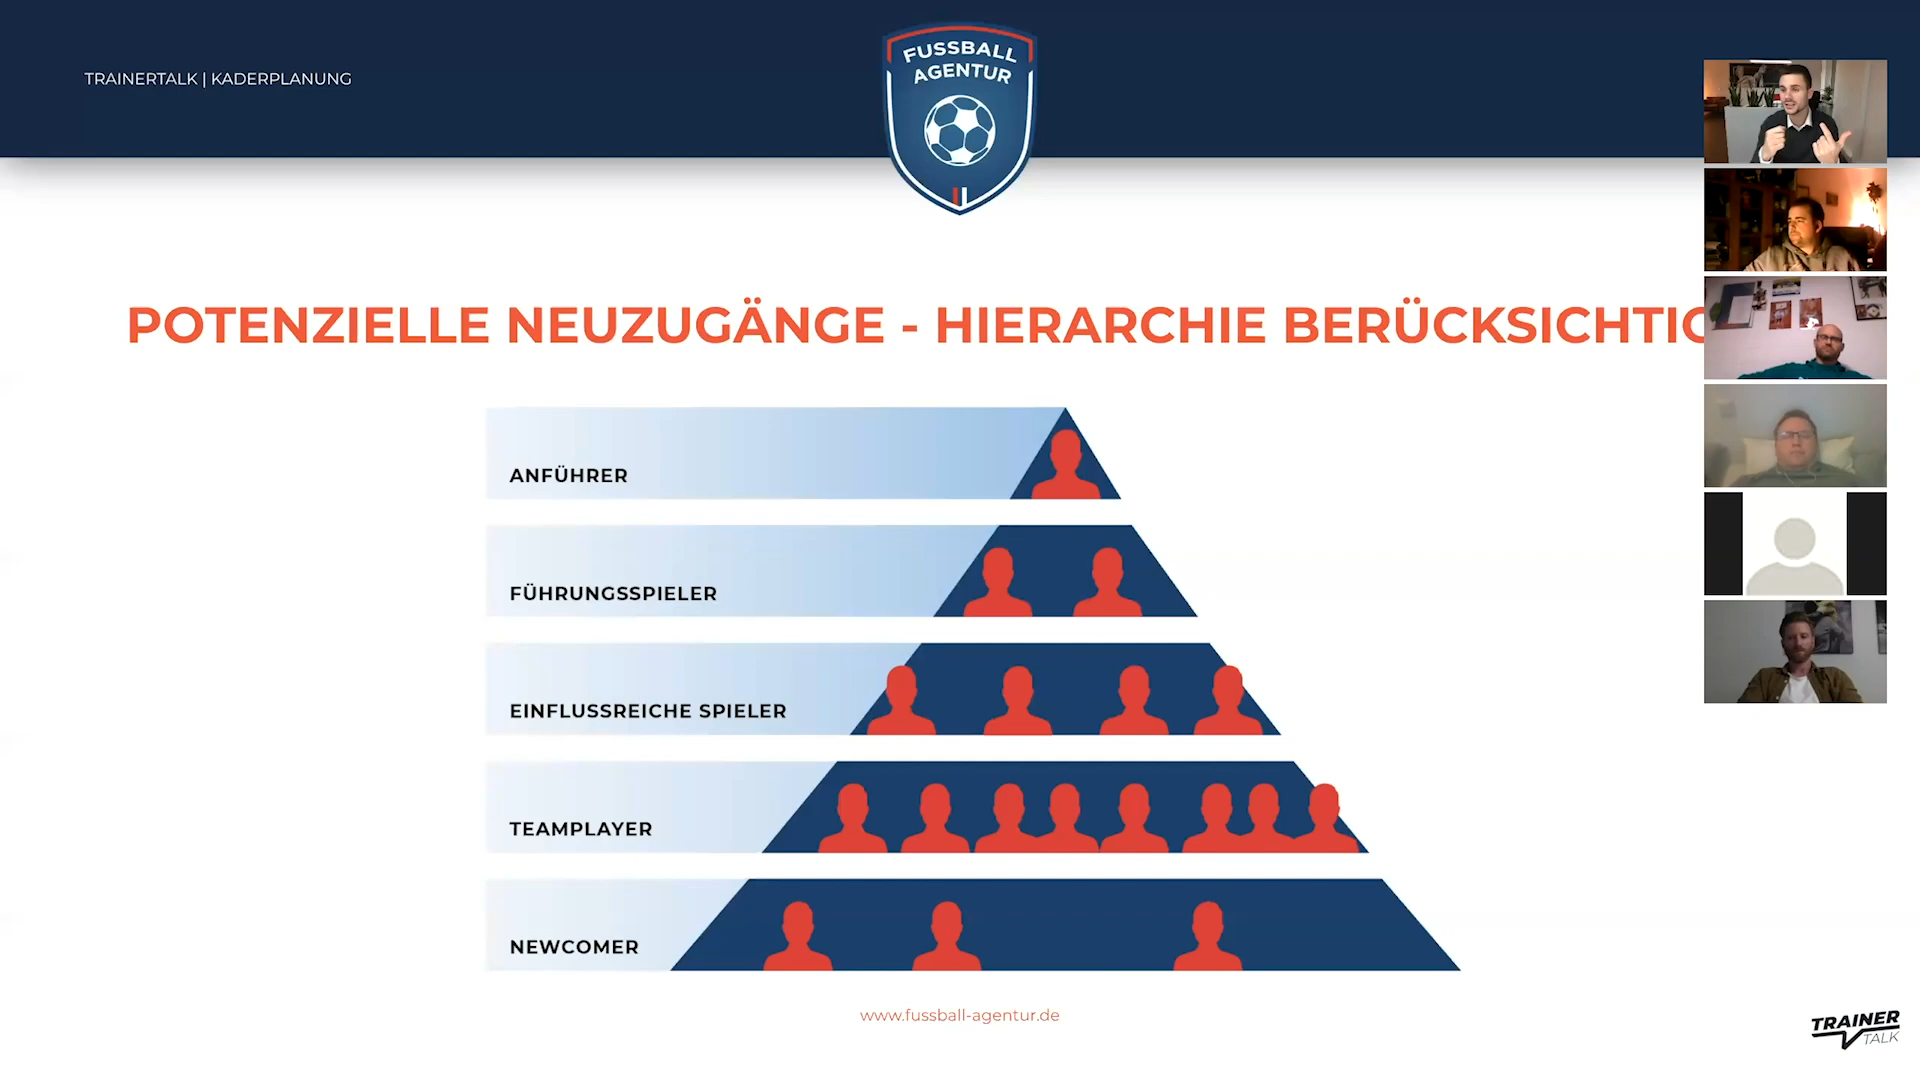 TRAINERTALK | KADERPLANUNG
FUSSBALL
AGENTUR
POTENZIELLE NEUZUGÄNGE - HIERARCHIE BERÜCKSICHTIG
ANFÜHRER
FÜHRUNGSSPIELER
EINFLUSSREICHE SPIELER
TEAMPLAYER
NEWCOMER
www.fussball-agentur.de
TRAINER
TALK